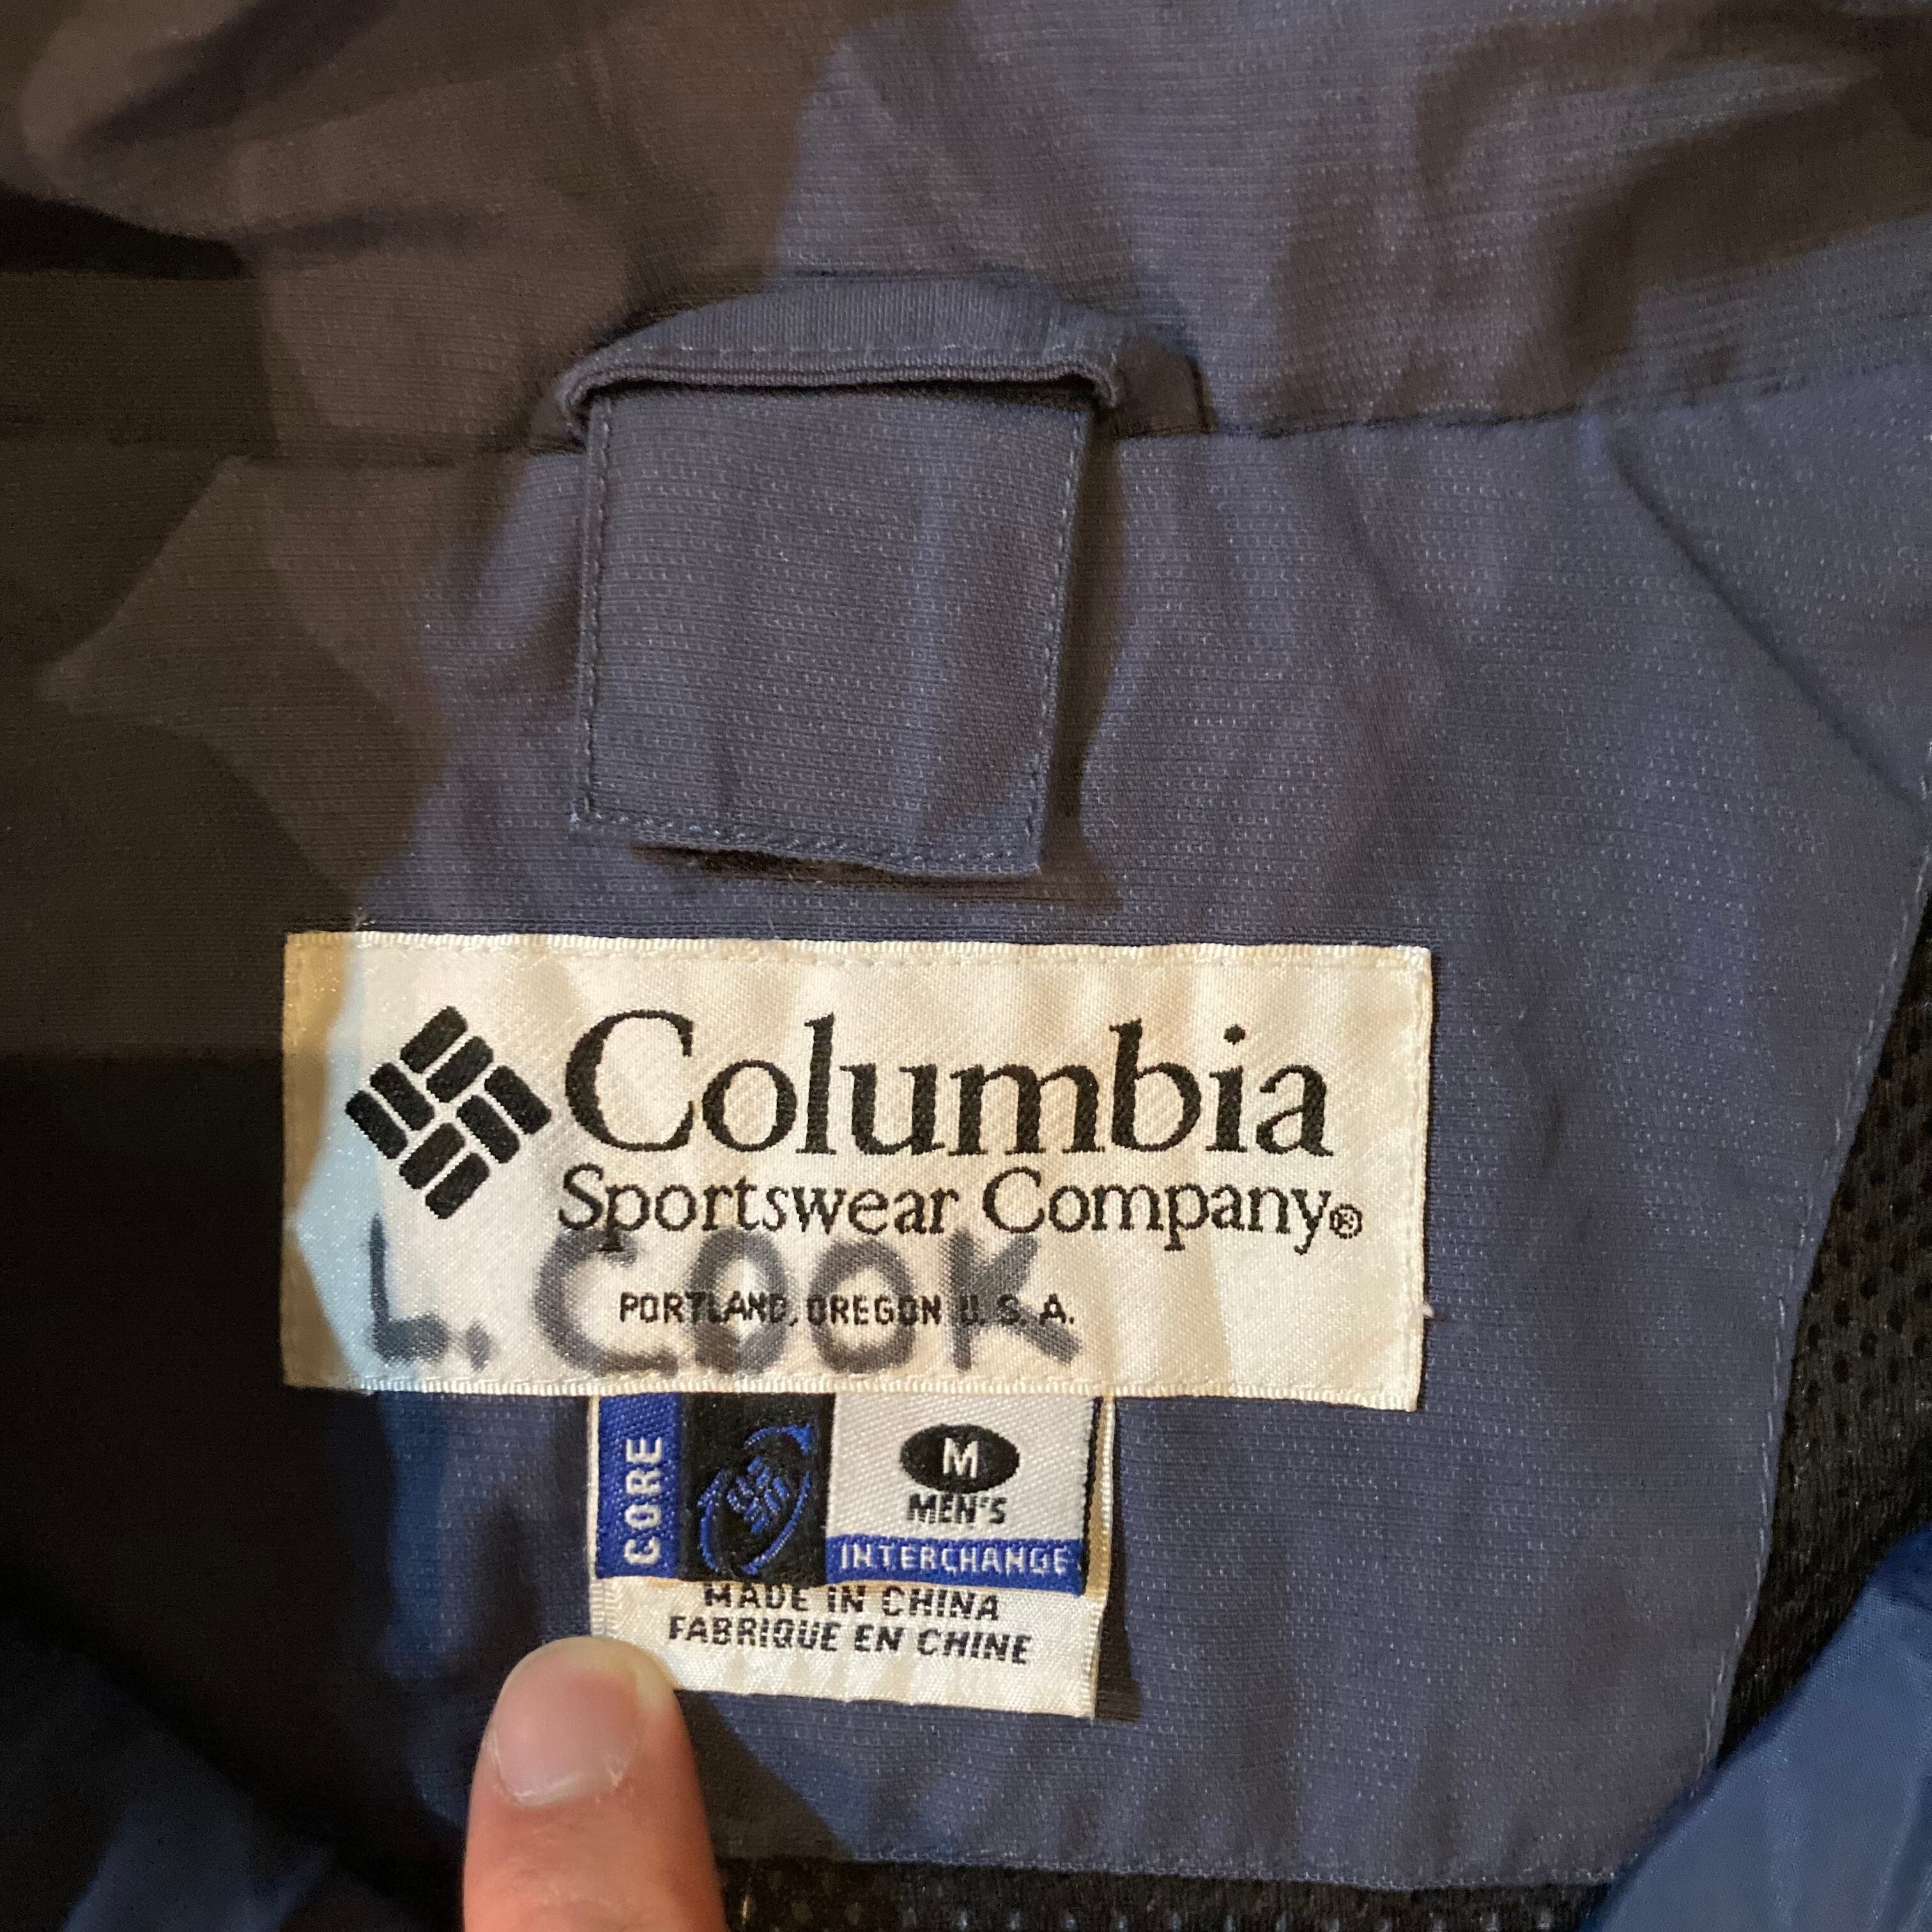 Columbia
Sportswear Company®
L. COOK
PORTLAND, OREGON U.S.A.
CORE
M
MEN'S
INTERCHANGE
MADE IN CHINA
FABRIQUE EN CHINE